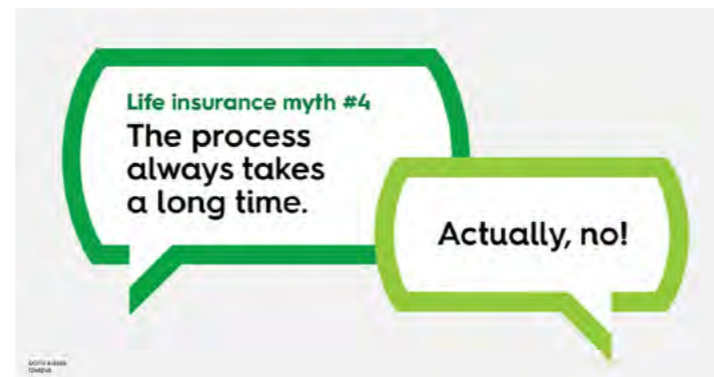 Life insurance myth #4
The process
always takes
a long time.
Actually, no!